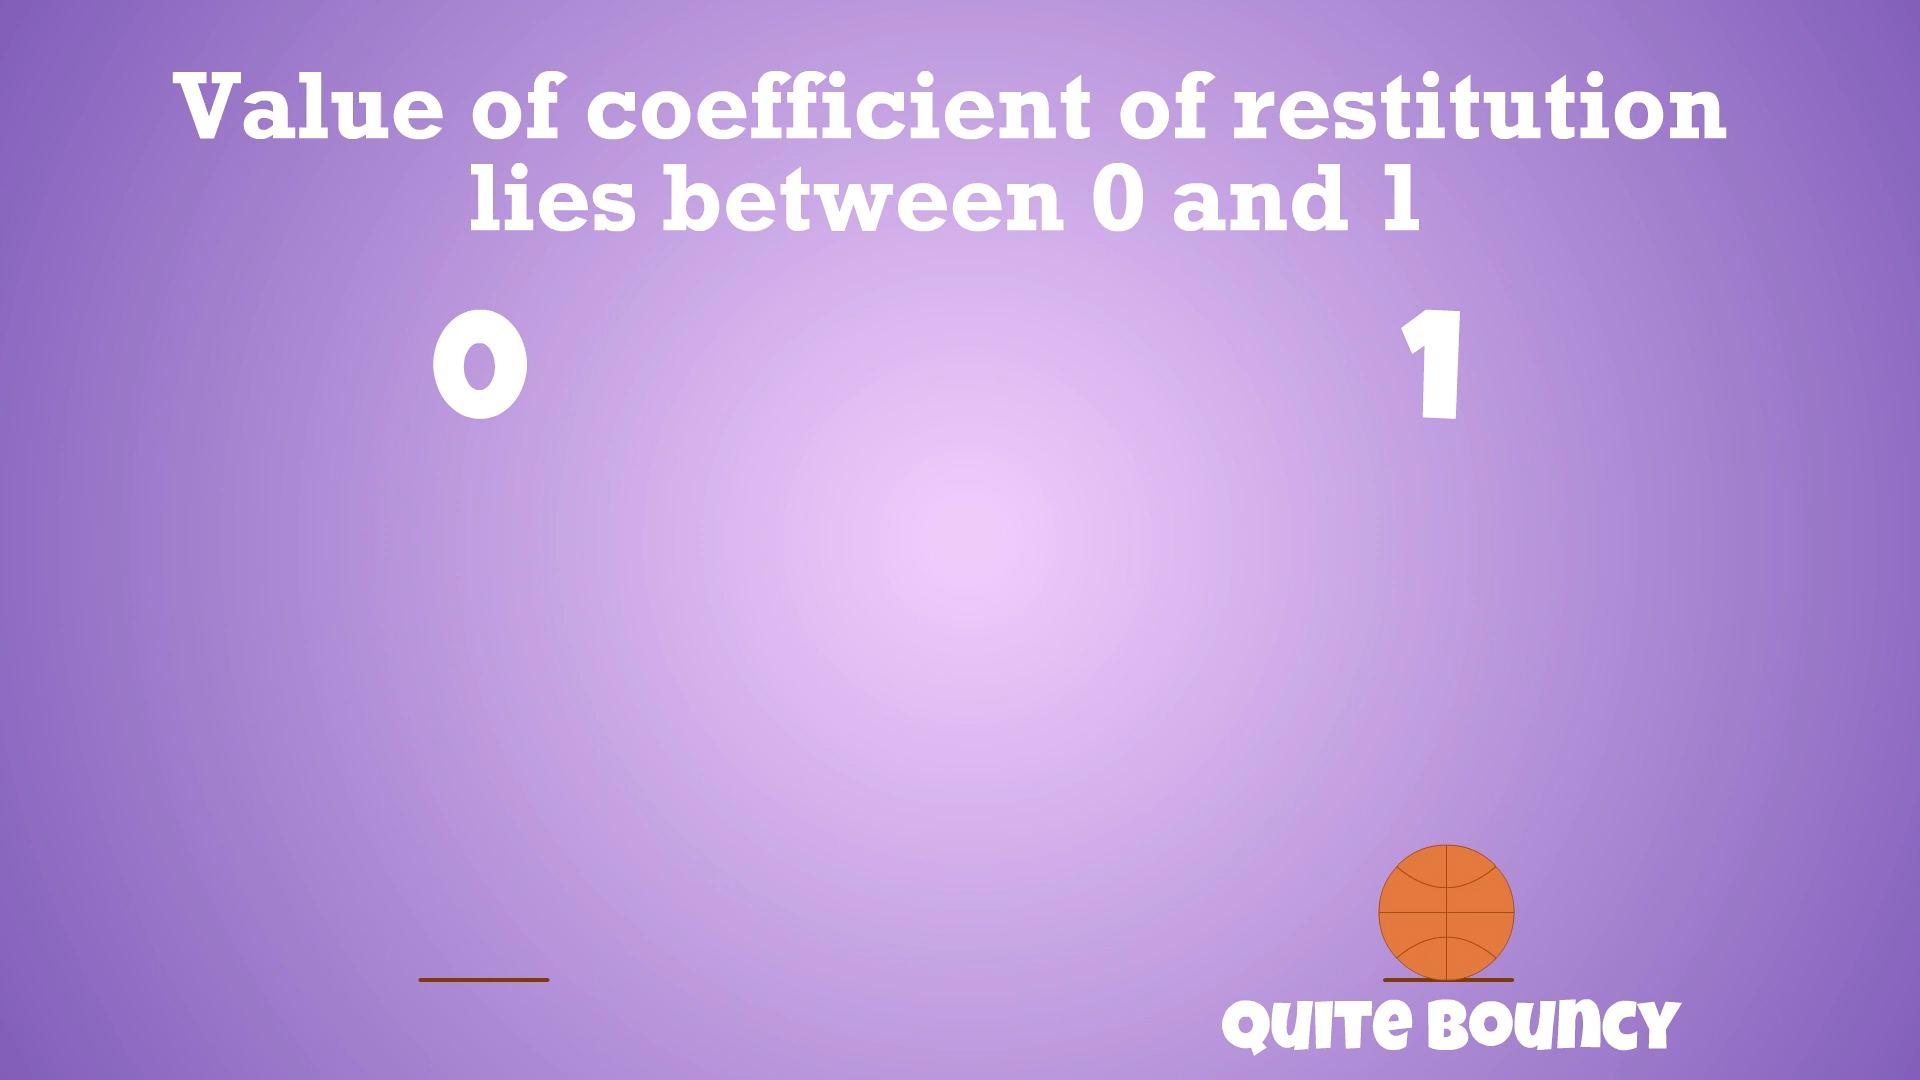 Value of coefficient of restitution
lies between 0 and 1
0 1
QUITE BOUNCY